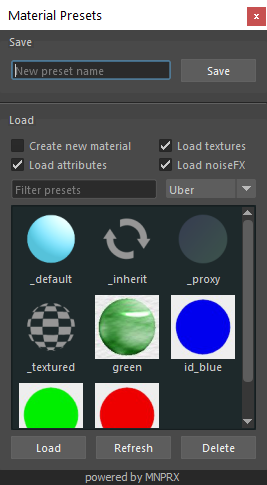 Material Presets
x
Save
New preset name
Save
Load
Create new material
Load textures
Load attributes
Load noiseFX
Filter presets
Uber
_default
_inherit
_proxy
_textured
green
id_blue
Load
Refresh
Delete
powered by MNPRX